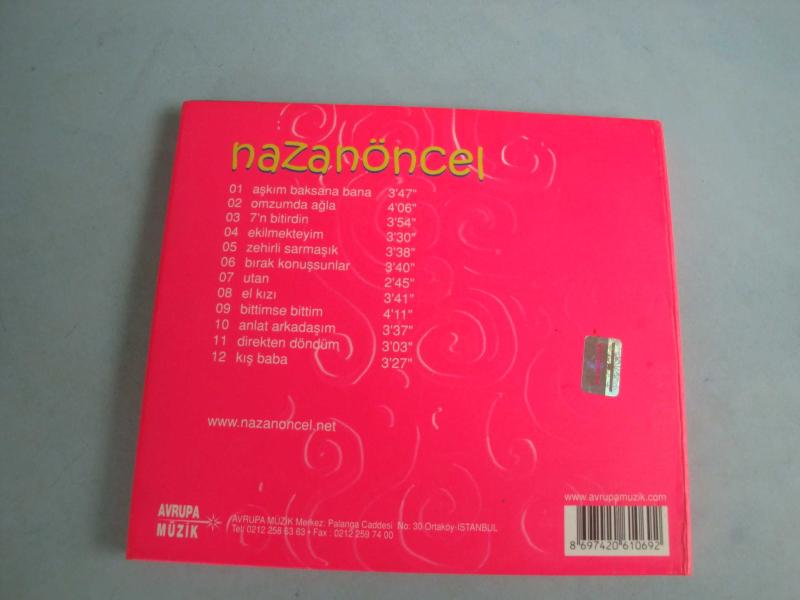 nazanöncel
01 aşkım baksana bana 3'47"
02 omzumda ağla 4'06"
03 7'n bitirdin 3'54"
04 ekilmekteyim 3'30"
05 zehirli sarmaşık 3'38"
06 bırak konuşsunlar 3'40"
07 utan 2'45"
08 el kızı 3'41"
09 bittimse bittim 4'11"
10 anlat arkadaşım 3'37"
11 direkten döndüm 3'03"
12 kış baba 3'27"
www.nazanoncel.net
www.avrupamuzik.com
AVRUPA
MÜZİK
AVRUPA MÜZİK Merkez: Palanga Caddesi No: 30 Ortaköy-İSTANBUL
Tel: 0212 258 63 63 • Fax : 0212 259 74 00
8 697420 610692